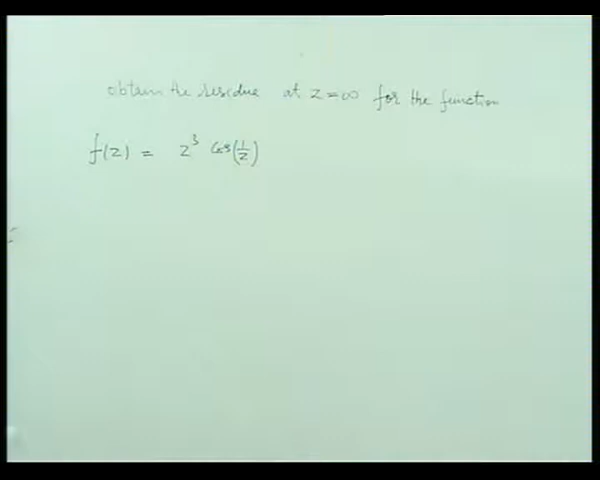 obtain the residue at z = ∞ for the function
f(z) = z³ Cos(1/z)